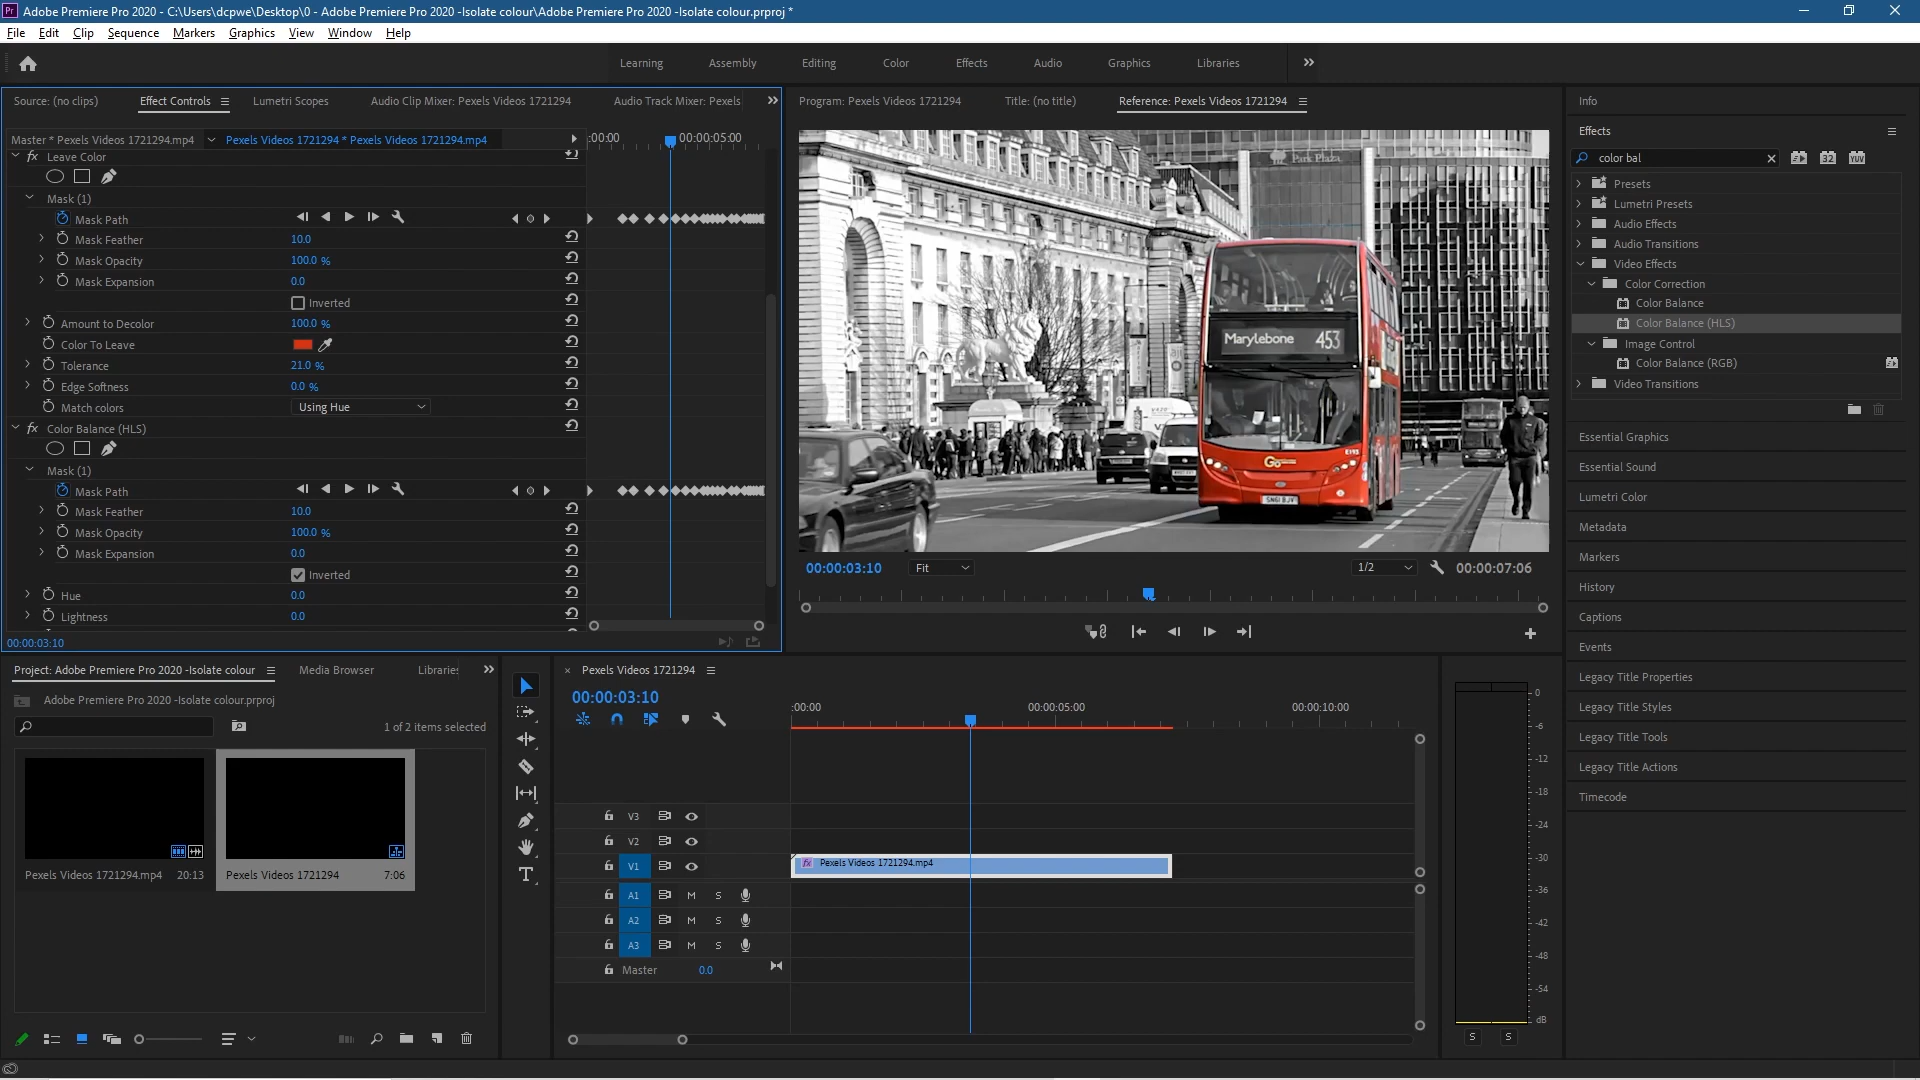 Adobe Premiere Pro 2020 - C:\Users\dcpwe\Desktop\0 - Adobe Premiere Pro 2020 -Isolate colour\Adobe Premiere Pro 2020 -Isolate colour.prproj *
File Edit Clip Sequence Markers Graphics View Window Help
Learning Assembly Editing Color Effects Audio Graphics Libraries
Source: (no clips) Effect Controls Lumetri Scopes Audio Clip Mixer: Pexels Videos 1721294 Audio Track Mixer: Pexels
Master * Pexels Videos 1721294.mp4 Pexels Videos 1721294 * Pexels Videos 1721294.mp4
:00:00 00:00:05:00
fx Leave Color
Mask (1)
Mask Path
Mask Feather 10.0
Mask Opacity 100.0 %
Mask Expansion 0.0
Inverted
Amount to Decolor 100.0 %
Color To Leave
Tolerance 21.0 %
Edge Softness 0.0 %
Match colors Using Hue
fx Color Balance (HLS)
Mask (1)
Mask Path
Mask Feather 10.0
Mask Opacity 100.0 %
Mask Expansion 0.0
Inverted
Hue 0.0
Lightness 0.0
00:00:03:10
Program: Pexels Videos 1721294 Title: (no title) Reference: Pexels Videos 1721294
Park Plaza
Marylebone 453
Go
E193
SN61 BJV
00:00:03:10 Fit 1/2 00:00:07:06
Info
Effects
color bal
32 YUV
Presets
Lumetri Presets
Audio Effects
Audio Transitions
Video Effects
Color Correction
Color Balance
Color Balance (HLS)
Image Control
Color Balance (RGB)
Video Transitions
Essential Graphics
Essential Sound
Lumetri Color
Metadata
Markers
History
Captions
Events
Legacy Title Properties
Legacy Title Styles
Legacy Title Tools
Legacy Title Actions
Timecode
Project: Adobe Premiere Pro 2020 -Isolate colour Media Browser Libraries
Adobe Premiere Pro 2020 -Isolate colour.prproj
1 of 2 items selected
Pexels Videos 1721294.mp4 20:13
Pexels Videos 1721294 7:06
Pexels Videos 1721294
00:00:03:10
:00:00 00:00:05:00 00:00:10:00
V3
V2
V1 fx Pexels Videos 1721294.mp4
A1 M S
A2 M S
A3 M S
Master 0.0
0
-6
-12
-18
-24
-30
-36
-42
-48
-54
dB
S S